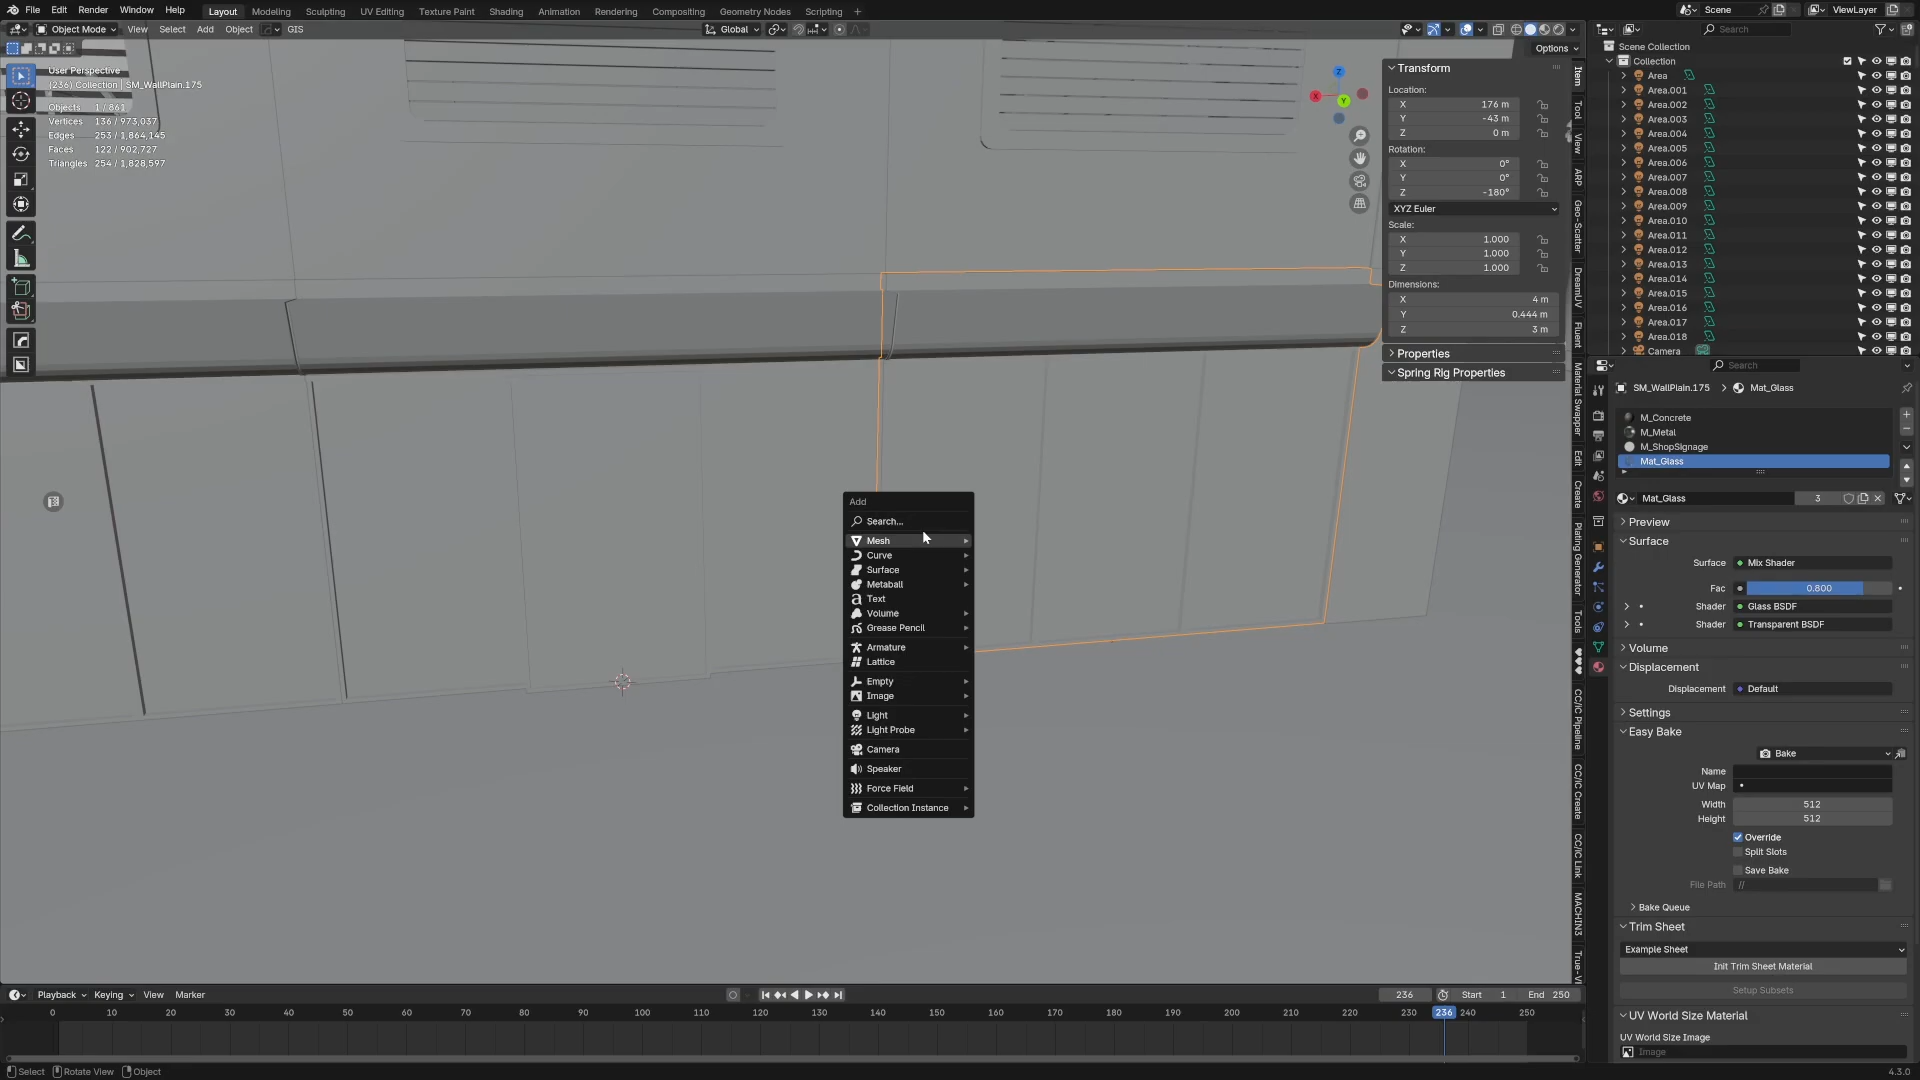 File Edit Render Window Help Layout Modeling Sculpting UV Editing Texture Paint Shading Animation Rendering Compositing Geometry Nodes Scripting + Scene ViewLayer
Object Mode View Select Add Object GIS Global Search
Options
User Perspective
(236) Collection | SM_WallPlain.175
Objects 1 / 861
Vertices 136 / 973,037
Edges 253 / 1,864,145
Faces 122 / 902,727
Triangles 254 / 1,828,597
Z
X
Y
Transform
Location:
X 176 m
Y -43 m
Z 0 m
Rotation:
X 0°
Y 0°
Z -180°
XYZ Euler
Scale:
X 1.000
Y 1.000
Z 1.000
Dimensions:
X 4 m
Y 0.444 m
Z 3 m
Properties
Spring Rig Properties
Item
Tool
View
ARP
Geo-Scatter
DreamUV
Fluent
Material Swapper
Edit
Create
Plating Generator
Tools
CC/iC Pipeline
CC/iC Create
CC/iC Link
MACHIN3
True-V
Add
Search...
Mesh
Curve
Surface
Metaball
Text
Volume
Grease Pencil
Armature
Lattice
Empty
Image
Light
Light Probe
Camera
Speaker
Force Field
Collection Instance
Scene Collection
Collection
Area
Area.001
Area.002
Area.003
Area.004
Area.005
Area.006
Area.007
Area.008
Area.009
Area.010
Area.011
Area.012
Area.013
Area.014
Area.015
Area.016
Area.017
Area.018
Camera
Search
SM_WallPlain.175 > Mat_Glass
M_Concrete
M_Metal
M_ShopSignage
Mat_Glass
Mat_Glass 3
Preview
Surface
Surface Mix Shader
Fac 0.800
Shader Glass BSDF
Shader Transparent BSDF
Volume
Displacement
Displacement Default
Settings
Easy Bake
Bake
Name
UV Map
Width 512
Height 512
Override
Split Slots
Save Bake
File Path //
Bake Queue
Trim Sheet
Example Sheet
Init Trim Sheet Material
Setup Subsets
UV World Size Material
UV World Size Image
Image
Playback Keying View Marker 236 Start 1 End 250
0 10 20 30 40 50 60 70 80 90 100 110 120 130 140 150 160 170 180 190 200 210 220 230 236 240 250
Select Rotate View Object 4.3.0